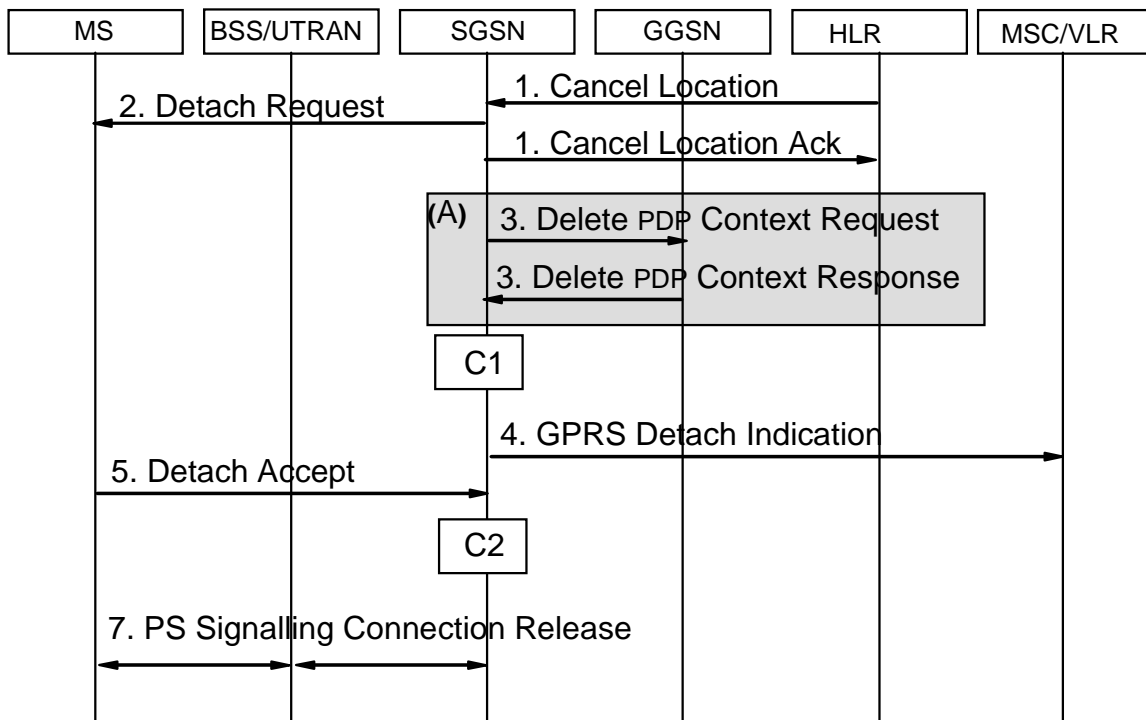 MS
BSS/UTRAN
SGSN
GGSN
HLR
MSC/VLR
1. Cancel Location
2. Detach Request
1. Cancel Location Ack
(A)
3. Delete PDP Context Request
3. Delete PDP Context Response
C1
4. GPRS Detach Indication
5. Detach Accept
C2
7. PS Signalling Connection Release